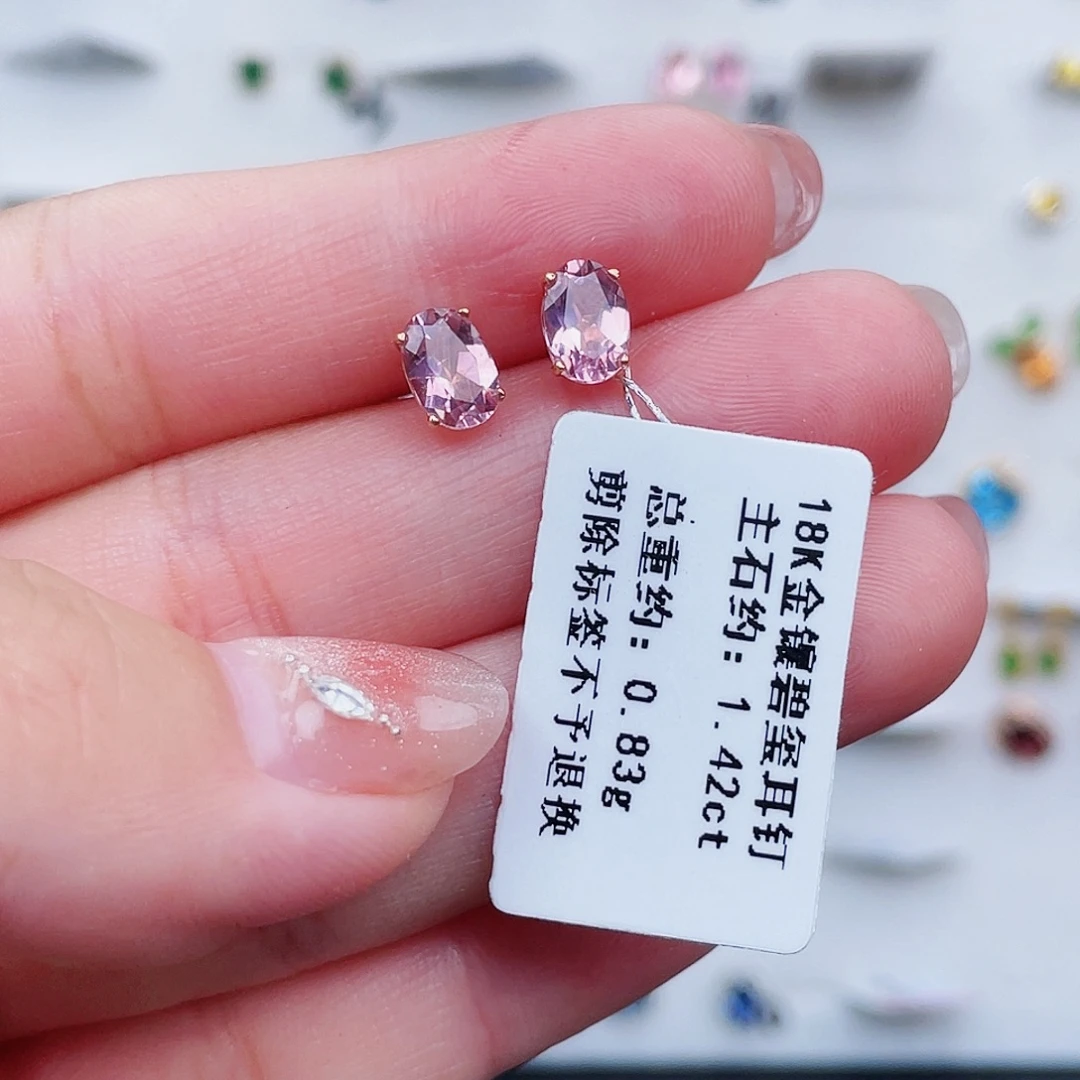 18K金镶碧玺耳钉
主石约: 1.42ct
总重约: 0.83g
剪除标签不予退换